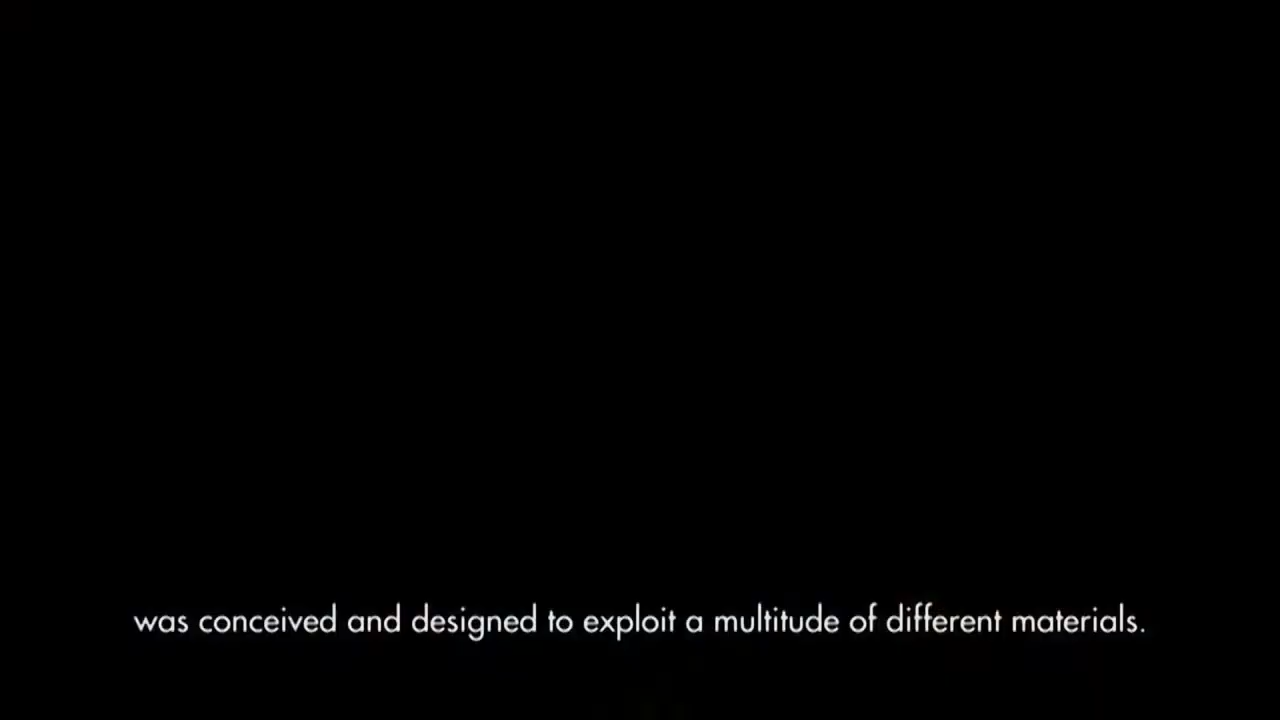 was conceived and designed to exploit a multitude of different materials.